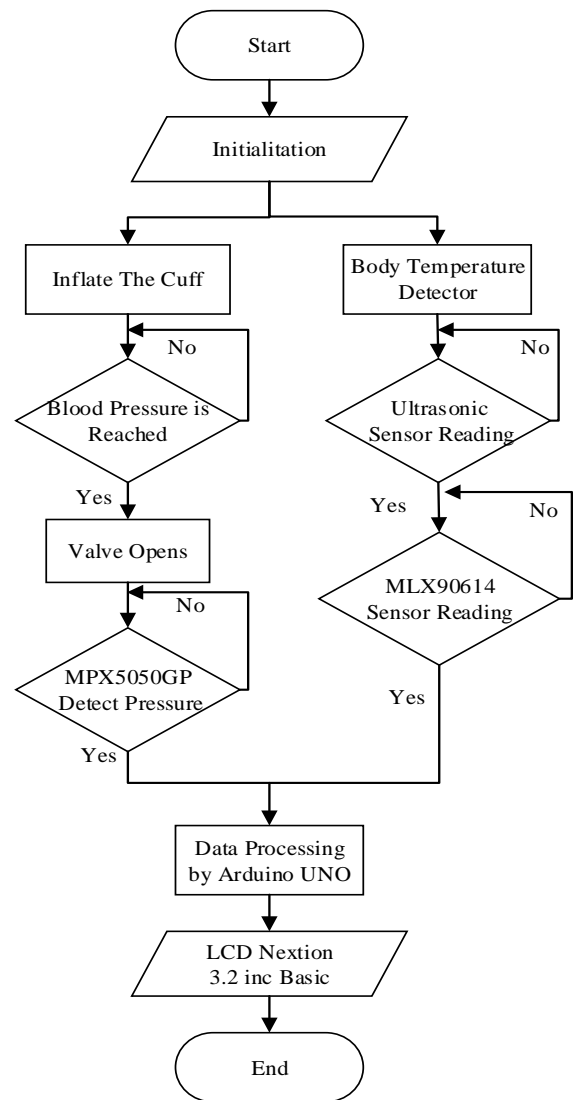 Start
Initialitation
Inflate The Cuff
Body Temperature
Detector
No
No
Blood Pressure is
Reached
Ultrasonic
Sensor Reading
Yes
Yes
No
Valve Opens
MLX90614
Sensor Reading
No
MPX5050GP
Detect Pressure
Yes
Yes
Data Processing
by Arduino UNO
LCD Nextion
3.2 inc Basic
End